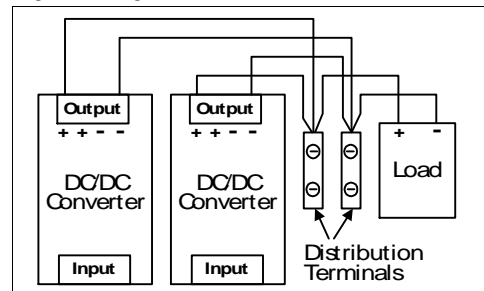 Output
+ + - -
DC/DC
Converter
Input
Output
+ + - -
DC/DC
Converter
Input
+ -
Load
Distribution
Terminals